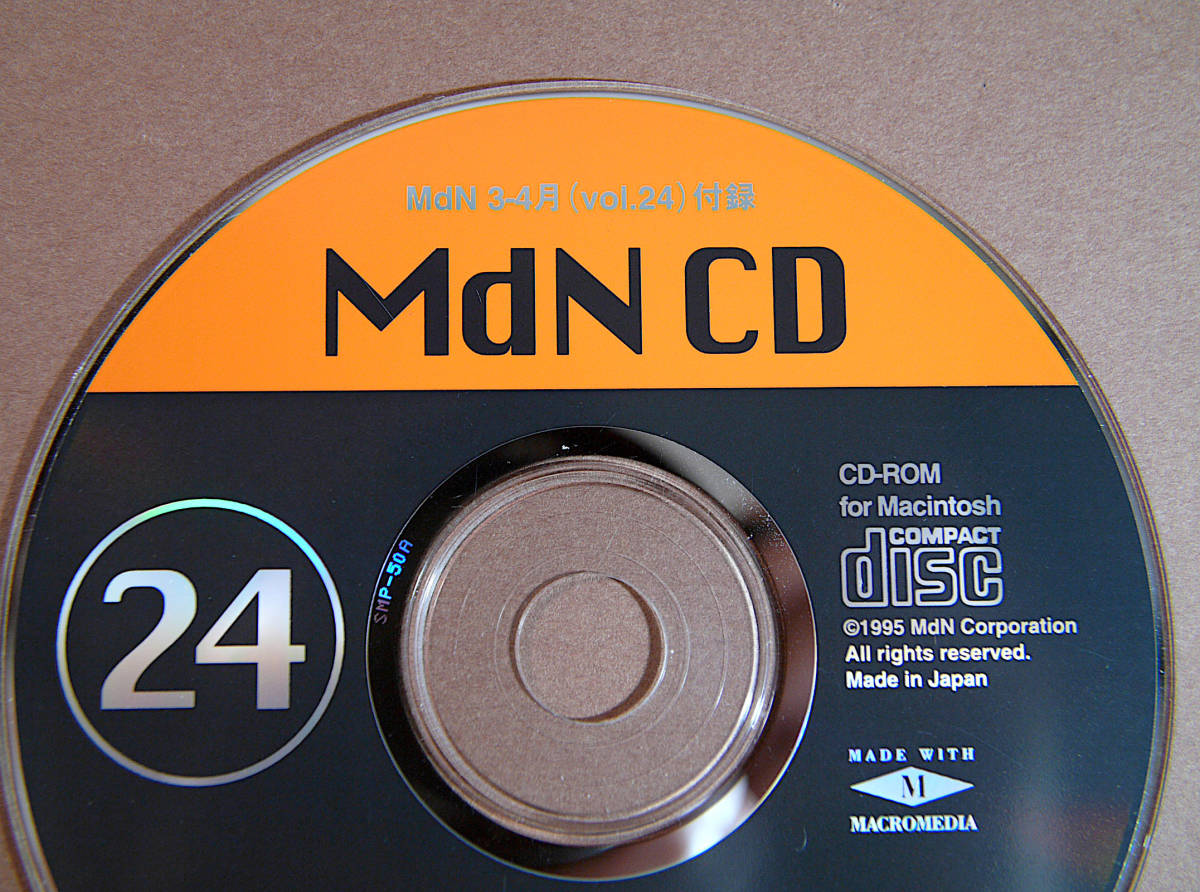 MdN 3-4月（vol.24）付録
MdN CD
24
SMP-50A
CD-ROM
for Macintosh
COMPACT
disc
©1995 MdN Corporation
All rights reserved.
Made in Japan
MADE WITH
M
MACROMEDIA